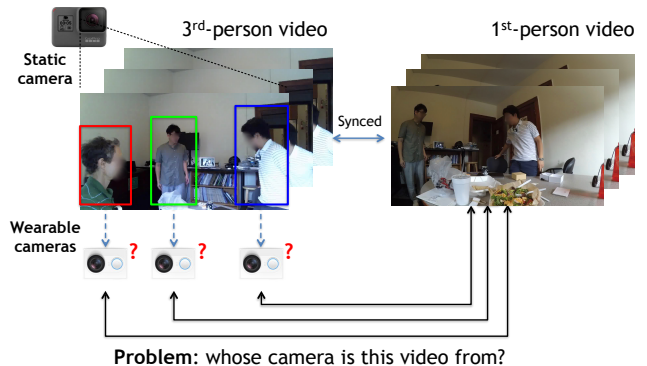 3rd-person video
1st-person video
Static
camera
Synced
Wearable
cameras
? ? ?
Problem: whose camera is this video from?